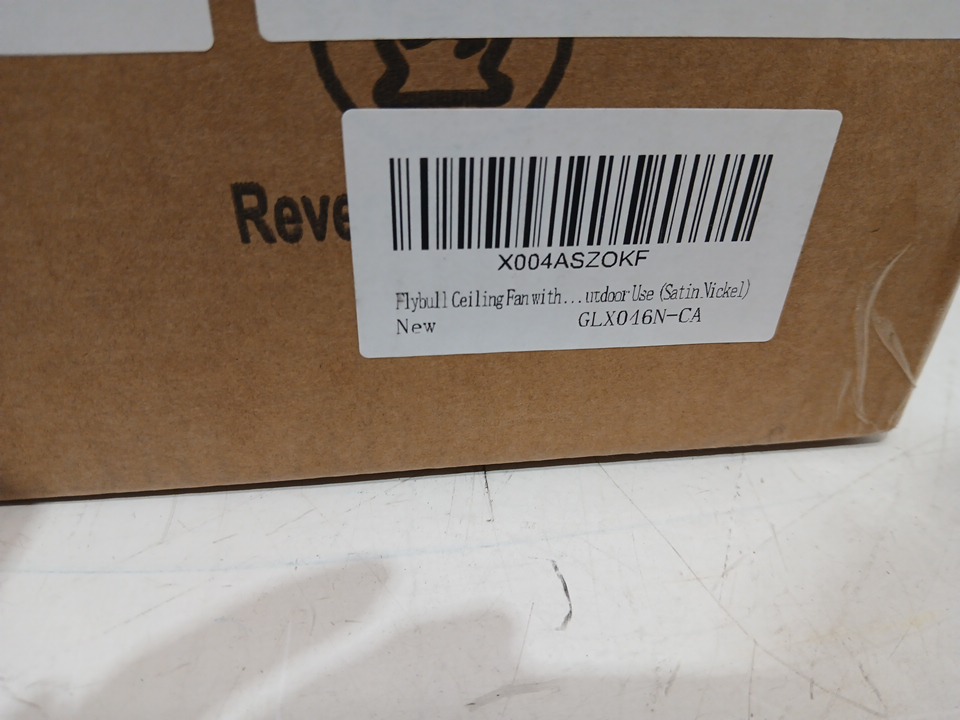 Reve
X004ASZOKF
Flybull Ceiling Fan with...utdoor Use (Satin Nickel)
New GLX046N-CA